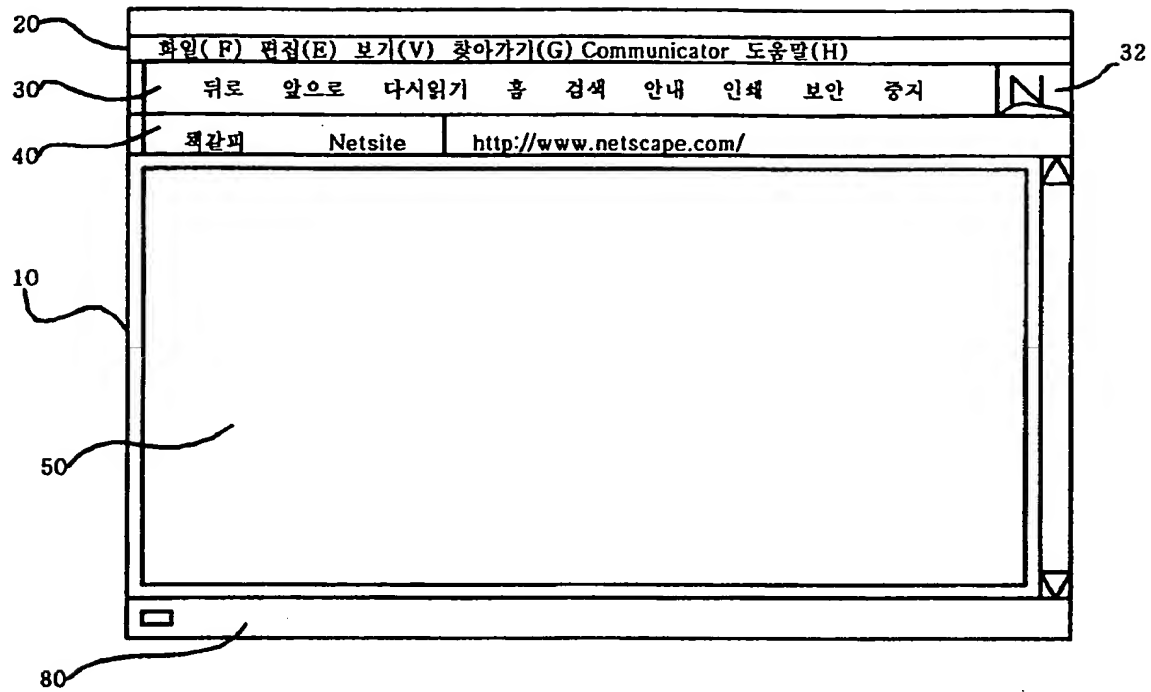 20
화일( F) 편집(E) 보기(V) 찾아가기(G) Communicator 도움말(H)
32
30
뒤로 앞으로 다시읽기 홈 검색 안내 인쇄 보안 중지
N
40
책갈피 Netsite http://www.netscape.com/
10
50
80